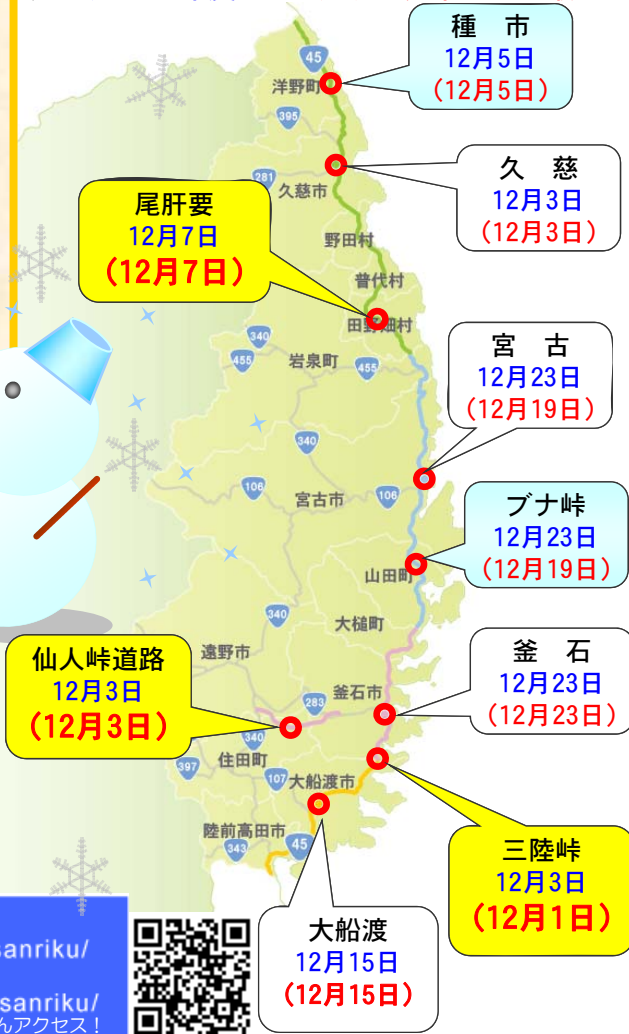 種　市
12月5日
(12月5日)
45
洋野町
395
久　慈
12月3日
(12月3日)
281
久慈市
尾肝要
12月7日
(12月7日)
野田村
普代村
田野畑村
340
455
岩泉町
455
宮　古
12月23日
(12月19日)
340
106
宮古市
106
ブナ峠
12月23日
(12月19日)
山田町
340
大槌町
遠野市
仙人峠道路
12月3日
(12月3日)
釜　石
12月23日
(12月23日)
283
釜石市
340
住田町
397
107
大船渡市
陸前高田市
343
45
三陸峠
12月3日
(12月1日)
大船渡
12月15日
(12月15日)
sanriku/
sanriku/
んアクセス！